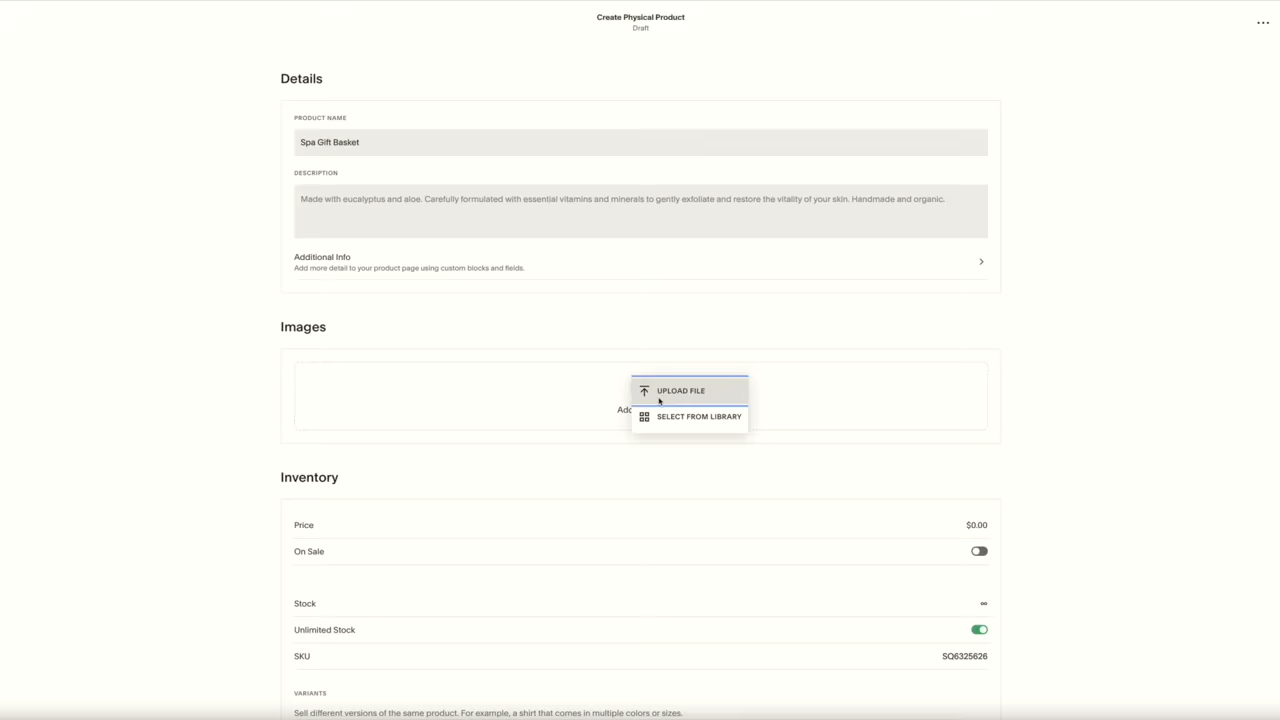 Create Physical Product
Draft
Details
PRODUCT NAME
Spa Gift Basket
DESCRIPTION
Made with eucalyptus and aloe. Carefully formulated with essential vitamins and minerals to gently exfoliate and restore the vitality of your skin. Handmade and organic.
Additional Info
Add more detail to your product page using custom blocks and fields.
Images
UPLOAD FILE
SELECT FROM LIBRARY
Inventory
Price $0.00
On Sale
Stock ∞
Unlimited Stock
SKU SQ6325626
VARIANTS
Sell different versions of the same product. For example, a shirt that comes in multiple colors or sizes.